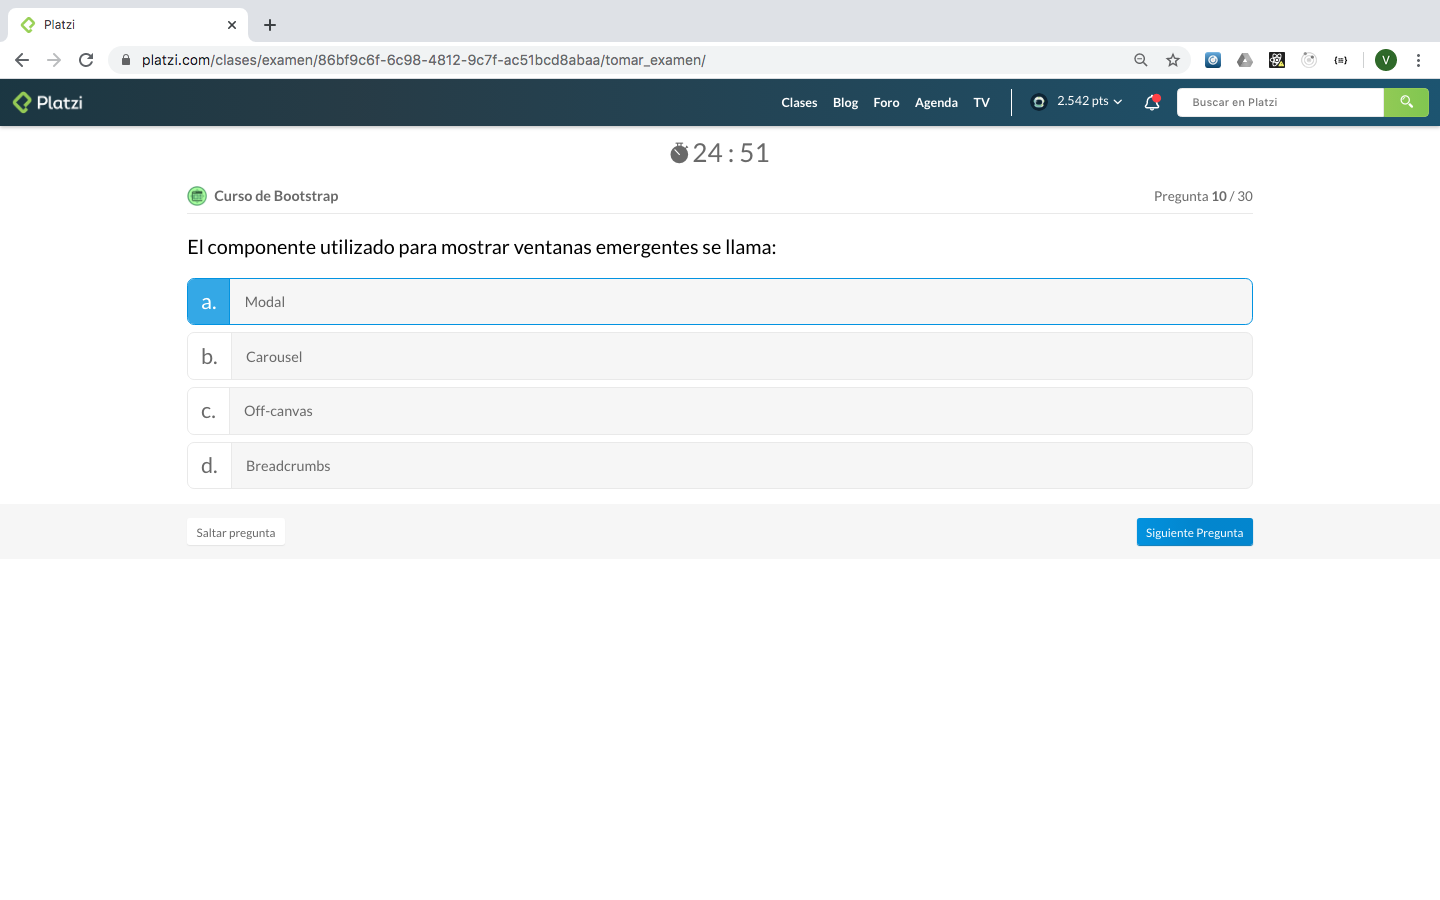 Platzi
platzi.com/clases/examen/86bf9c6f-6c98-4812-9c7f-ac51bcd8abaa/tomar_examen/
V
Platzi
Clases Blog Foro Agenda TV
2.542 pts
Buscar en Platzi
24 : 51
Curso de Bootstrap
Pregunta 10 / 30
El componente utilizado para mostrar ventanas emergentes se llama:
a. Modal
b. Carousel
c. Off-canvas
d. Breadcrumbs
Saltar pregunta
Siguiente Pregunta